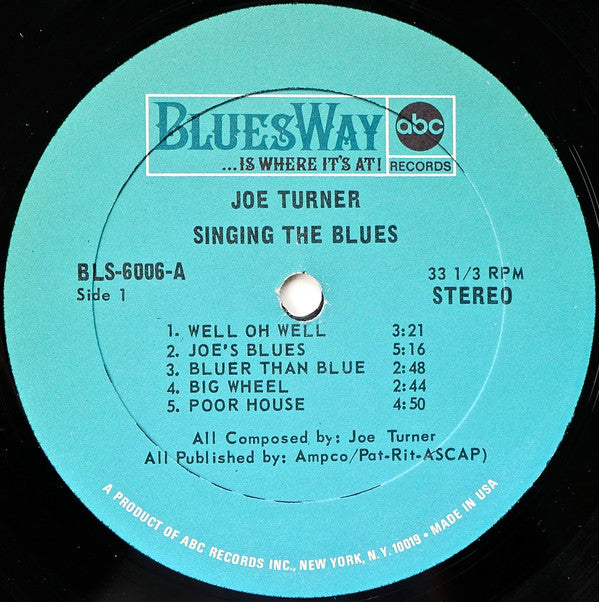 BLUESWAY
abc
...IS WHERE IT'S AT!
RECORDS
JOE TURNER
SINGING THE BLUES
BLS-6006-A
33 1/3 RPM
Side 1
STEREO
1. WELL OH WELL 3:21
2. JOE'S BLUES 5:16
3. BLUER THAN BLUE 2:48
4. BIG WHEEL 2:44
5. POOR HOUSE 4:50
All Composed by: Joe Turner
All Published by: Ampco/Pat-Rit-ASCAP)
A PRODUCT OF ABC RECORDS INC., NEW YORK, N.Y. 10019 • MADE IN USA